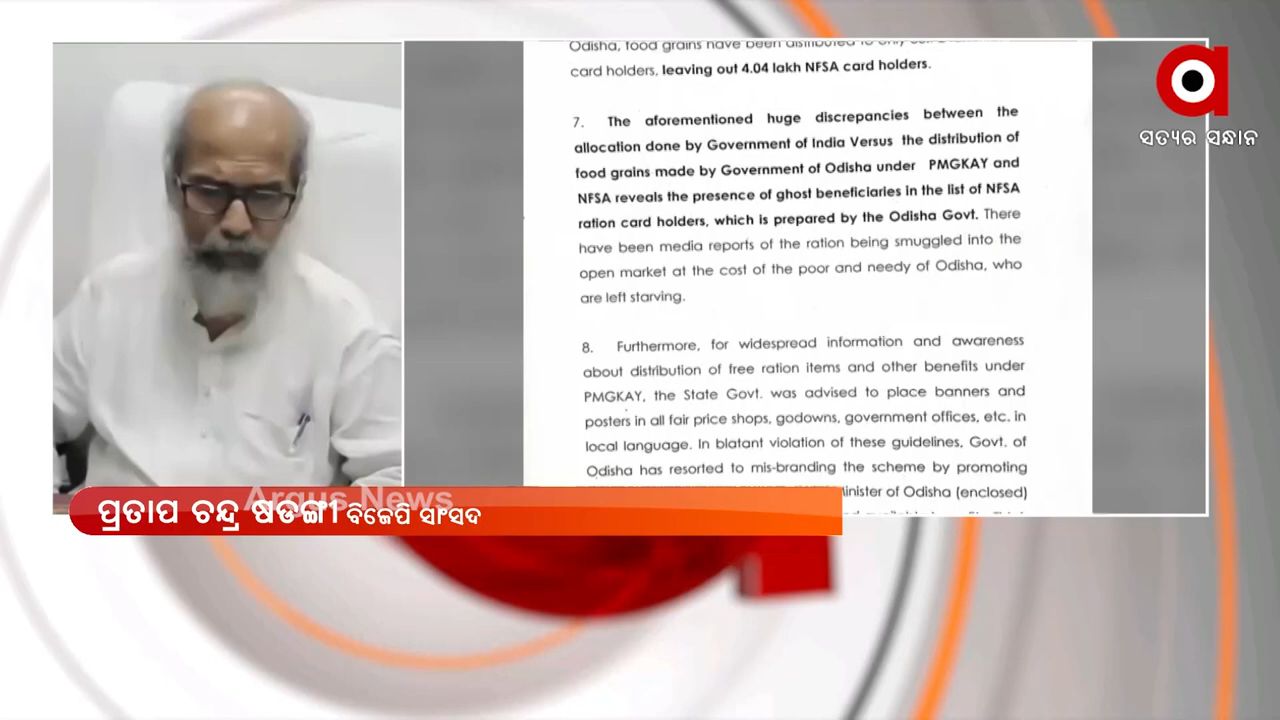 card holders, leaving out 4.04 lakh NFSA card holders.
7. The aforementioned huge discrepancies between the
allocation done by Government of India Versus the distribution of
food grains made by Government of Odisha under PMGKAY and
NFSA reveals the presence of ghost beneficiaries in the list of NFSA
ration card holders, which is prepared by the Odisha Govt. There
have been media reports of the ration being smuggled into the
open market at the cost of the poor and needy of Odisha, who
are left starving.
8. Furthermore, for widespread information and awareness
about distribution of free ration items and other benefits under
PMGKAY, the State Govt. was advised to place banners and
posters in all fair price shops, godowns, government offices, etc. in
local language. In blatant violation of these guidelines, Govt. of
Odisha has resorted to mis-branding the scheme by promoting
Minister of Odisha (enclosed)
ସତ୍ୟର ସନ୍ଧାନ
Argus News
ପ୍ରତାପ ଚନ୍ଦ୍ର ଷଡଙ୍ଗୀ ବିଜେପି ସାଂସଦ